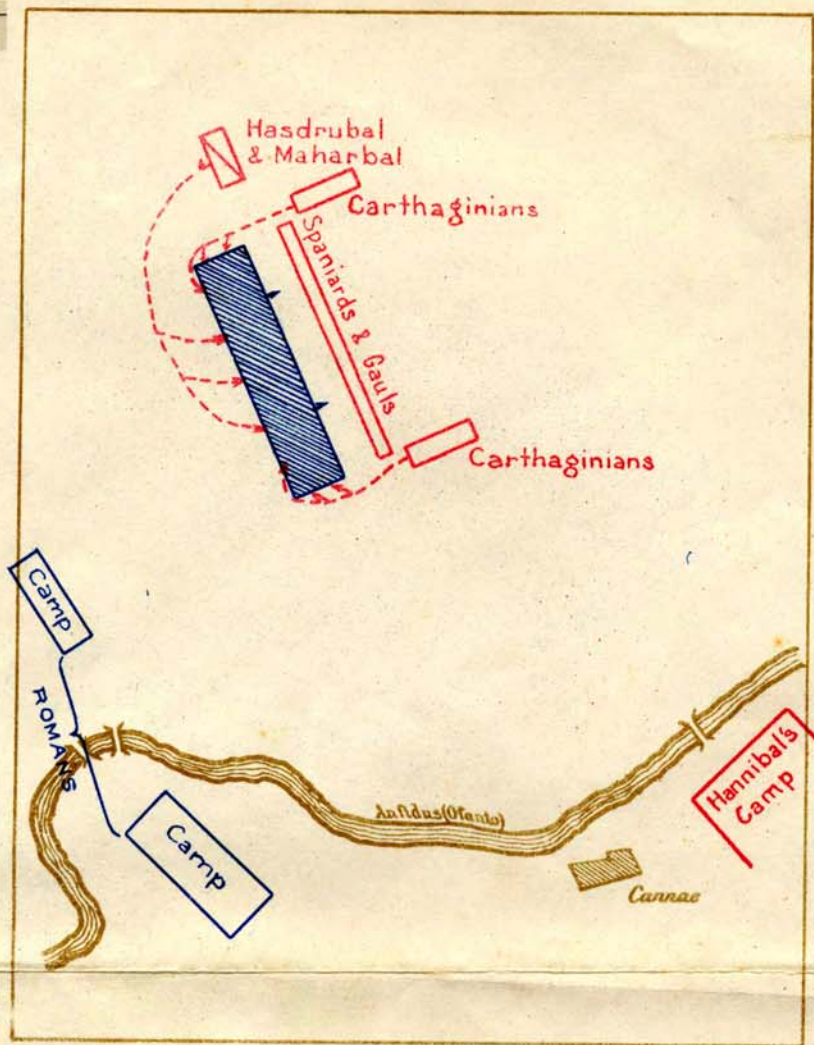 Hasdrubal
& Maharbal
Carthaginians
Spaniards & Gauls
Carthaginians
Camp
ROMANS
Camp
Aufidus (Ofanto)
Cannae
Hannibal's
Camp